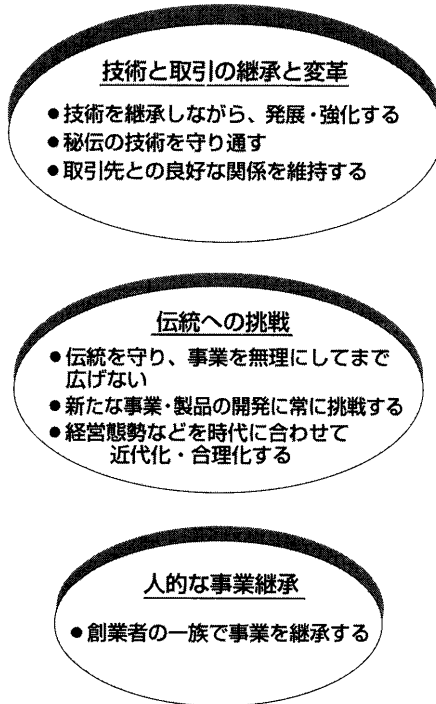 技術と取引の継承と変革
●技術を継承しながら、発展・強化する
●秘伝の技術を守り通す
●取引先との良好な関係を維持する
伝統への挑戦
●伝統を守り、事業を無理にしてまで
広げない
●新たな事業・製品の開発に常に挑戦する
●経営態勢などを時代に合わせて
近代化・合理化する
人的な事業継承
●創業者の一族で事業を継承する